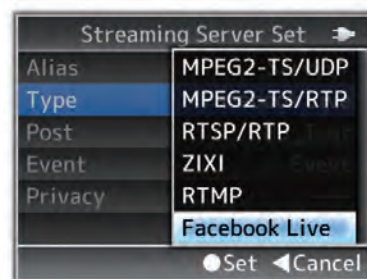 Streaming Server Set
Alias MPEG2-TS/UDP
Type MPEG2-TS/RTP
Post RTSP/RTP
Event ZIXI
Privacy RTMP
Facebook Live
Set ◀Cancel